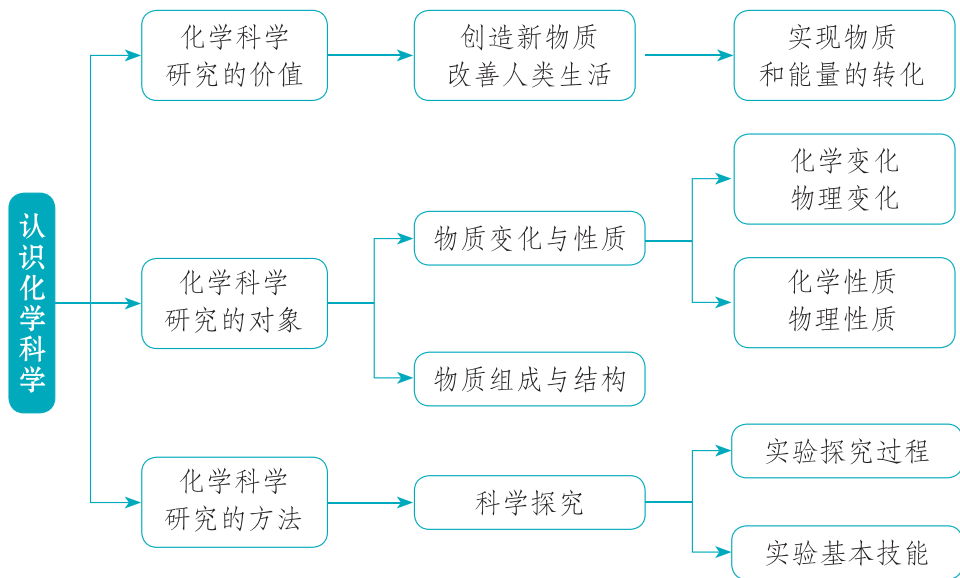 认识化学科学
化学科学
研究的价值
创造新物质
改善人类生活
实现物质
和能量的转化
化学科学
研究的对象
物质变化与性质
化学变化
物理变化
化学性质
物理性质
物质组成与结构
化学科学
研究的方法
科学探究
实验探究过程
实验基本技能